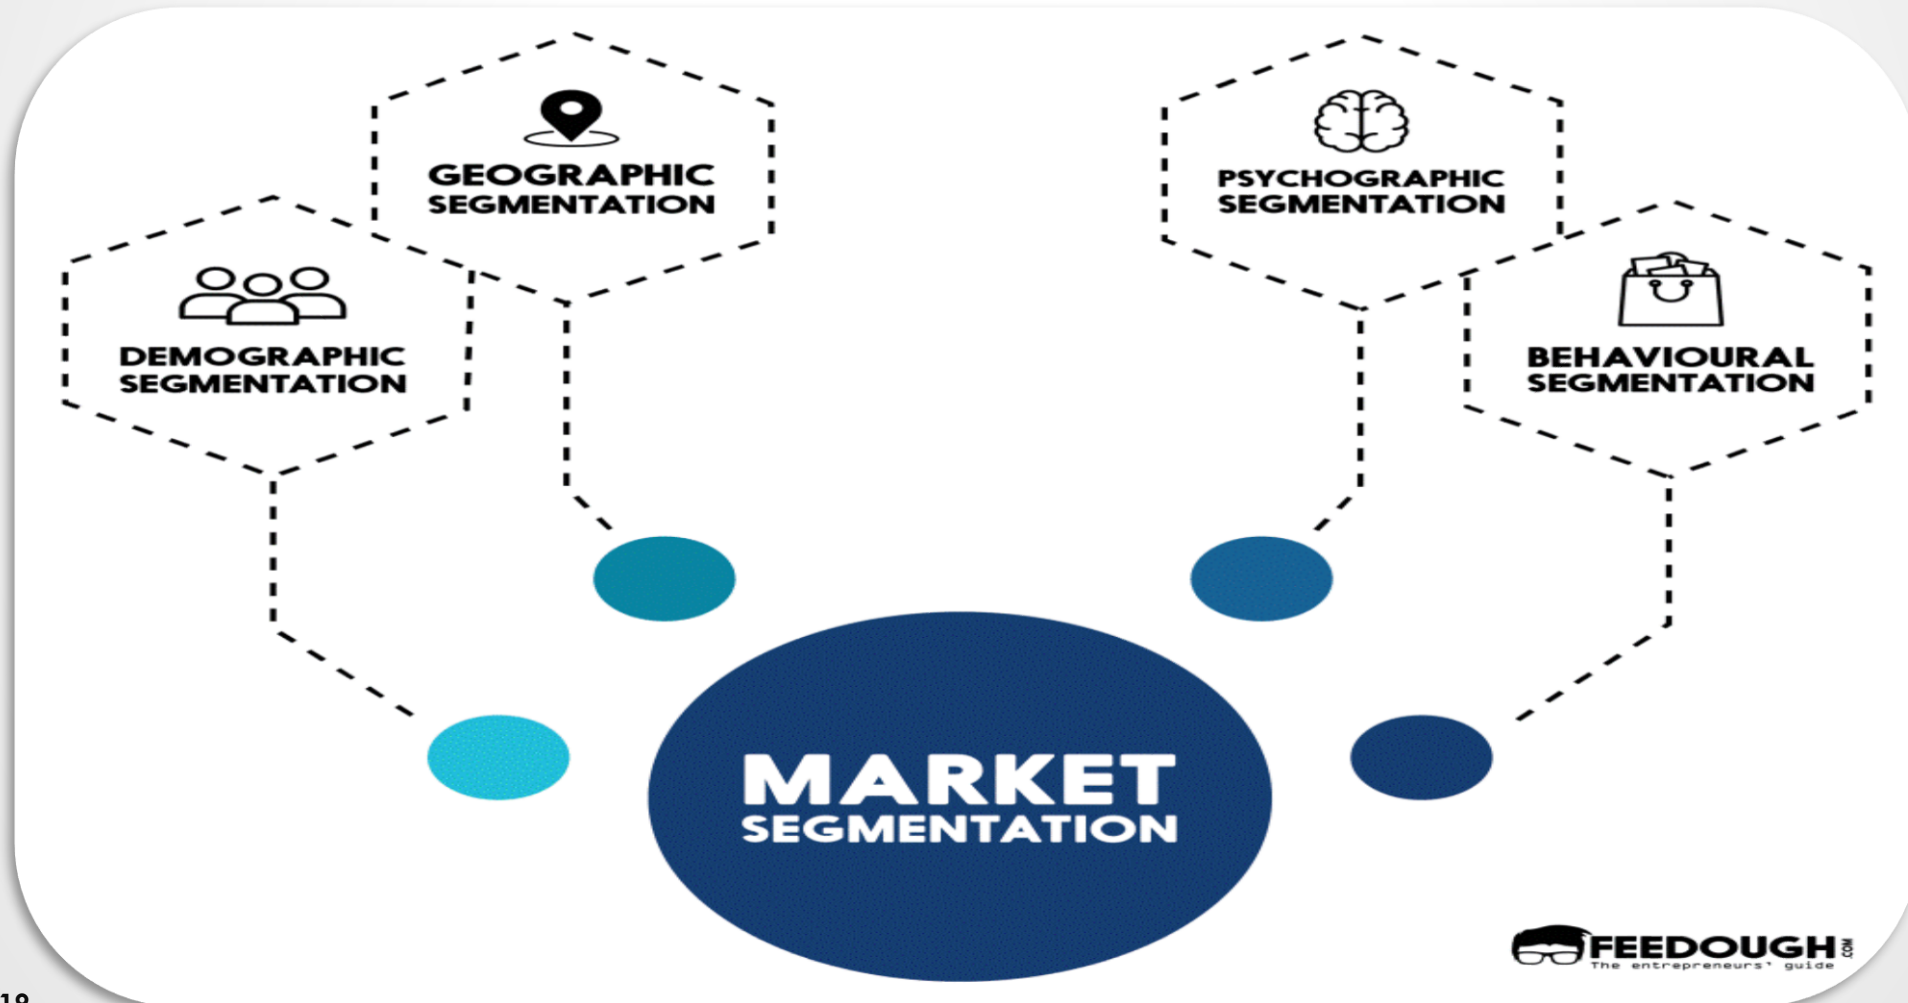 GEOGRAPHIC
SEGMENTATION
PSYCHOGRAPHIC
SEGMENTATION
DEMOGRAPHIC
SEGMENTATION
BEHAVIOURAL
SEGMENTATION
MARKET
SEGMENTATION
FEEDOUGH.COM
The entrepreneurs' guide